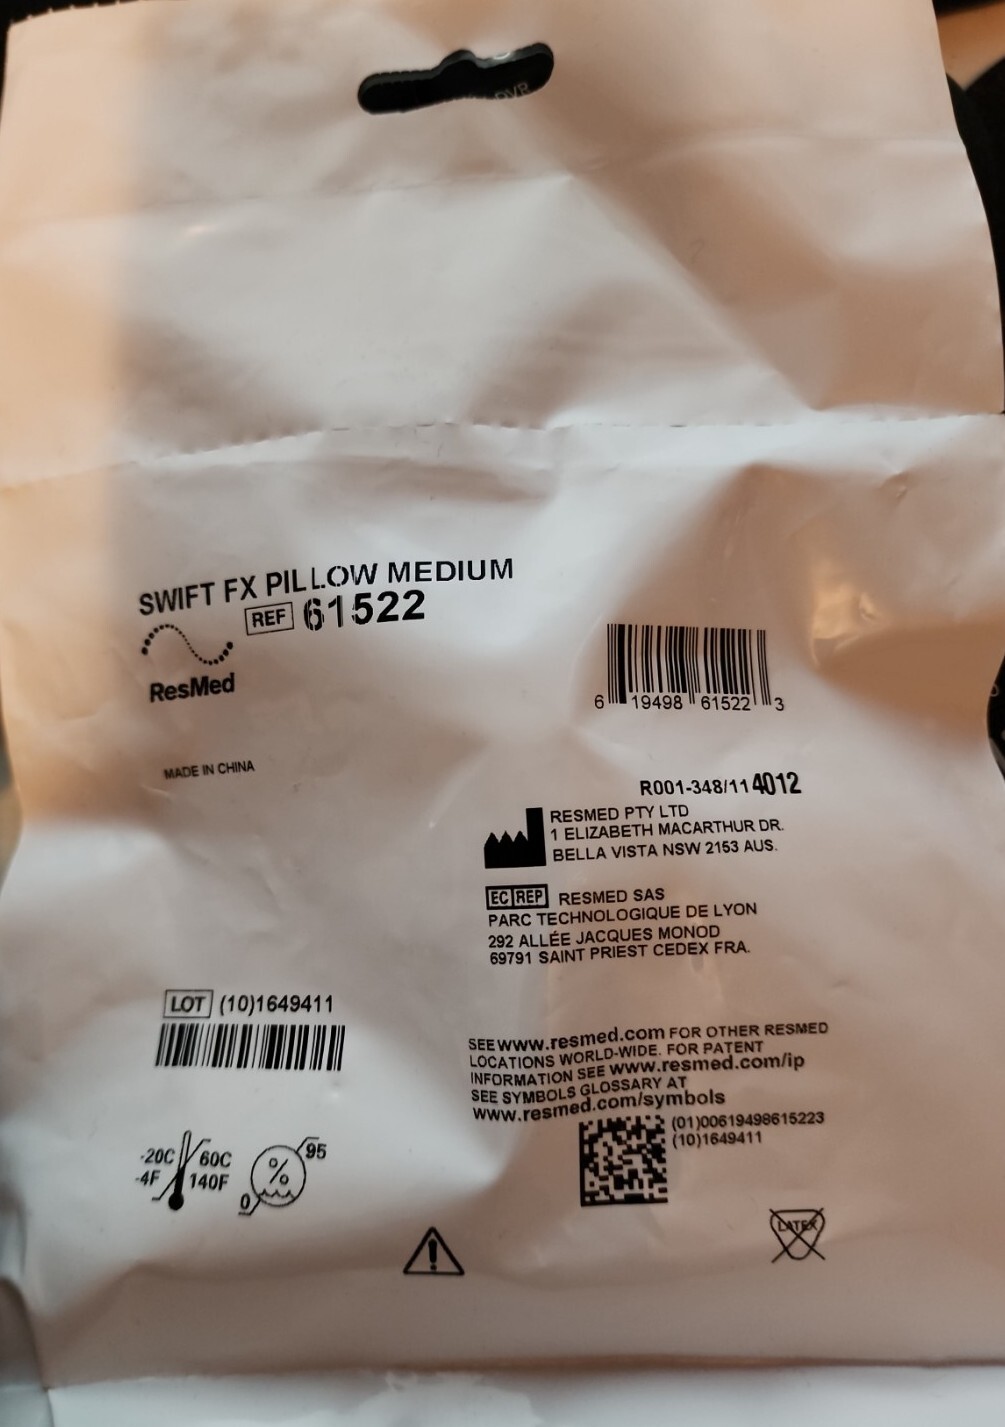 SWIFT FX PILLOW MEDIUM
REF 61522
ResMed
6 19498 61522 3
MADE IN CHINA
R001-348/11 4012
RESMED PTY LTD
1 ELIZABETH MACARTHUR DR.
BELLA VISTA NSW 2153 AUS.
EC REP RESMED SAS
PARC TECHNOLOGIQUE DE LYON
292 ALLÉE JACQUES MONOD
69791 SAINT PRIEST CEDEX FRA.
LOT (10)1649411
SEE www.resmed.com FOR OTHER RESMED
LOCATIONS WORLD-WIDE. FOR PATENT
INFORMATION SEE www.resmed.com/ip
SEE SYMBOLS GLOSSARY AT
www.resmed.com/symbols
(01)00619498615223
(10)1649411
-20C 60C
-4F 140F
% 95
0
LATEX